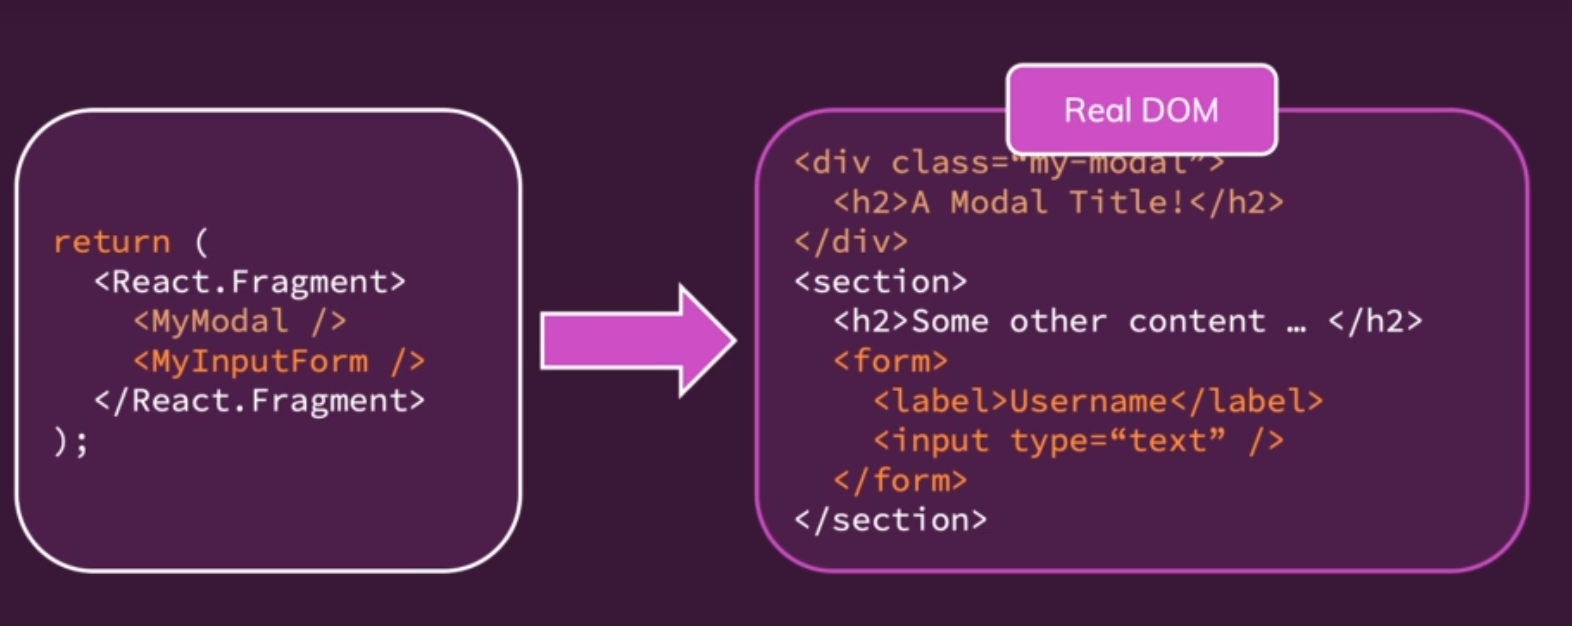 return (
<React.Fragment>
<MyModal />
<MyInputForm />
</React.Fragment>
);
Real DOM
<div class=“my-modal”>
<h2>A Modal Title!</h2>
</div>
<section>
<h2>Some other content … </h2>
<form>
<label>Username</label>
<input type=“text” />
</form>
</section>